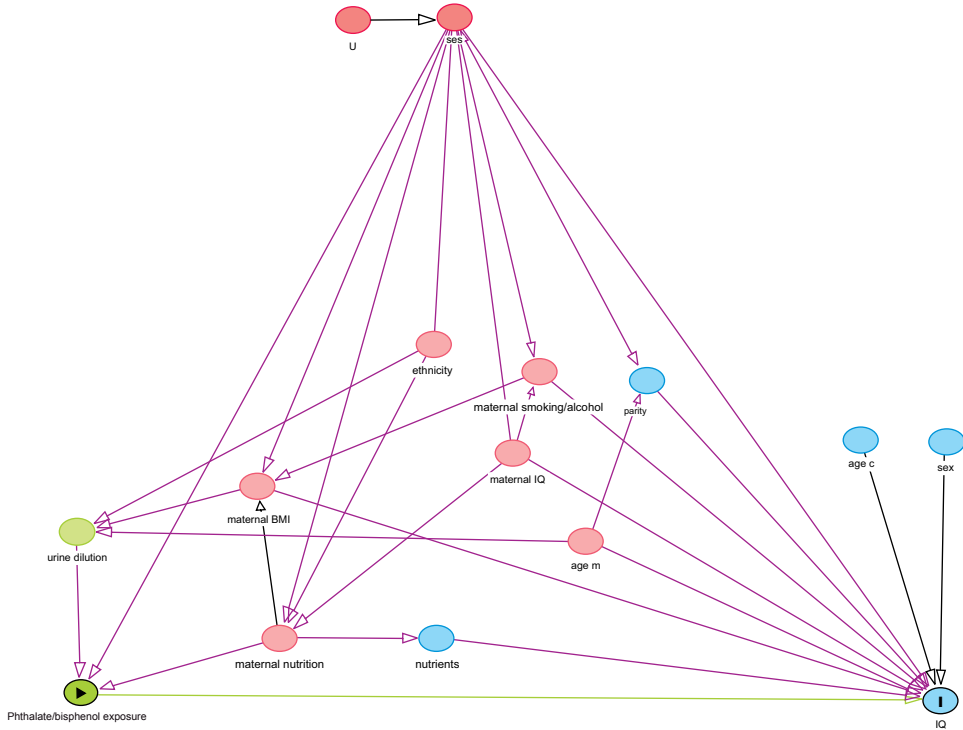 U
ses
ethnicity
maternal smoking/alcohol
parity
age c
sex
maternal IQ
maternal BMI
urine dilution
age m
maternal nutrition
nutrients
Phthalate/bisphenol exposure
IQ